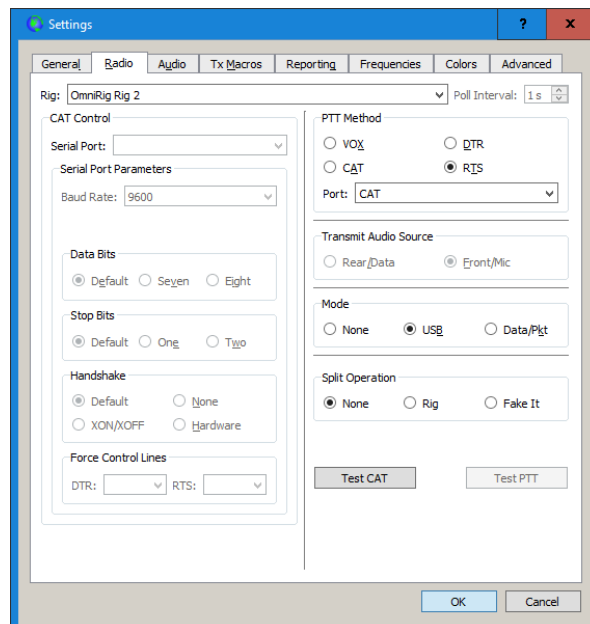 Settings
? x
General Radio Audio Tx Macros Reporting Frequencies Colors Advanced
Rig: OmniRig Rig 2 Poll Interval: 1 s
CAT Control
Serial Port:
Serial Port Parameters
Baud Rate: 9600
Data Bits
Default Seven Eight
Stop Bits
Default One Two
Handshake
Default None
XON/XOFF Hardware
Force Control Lines
DTR: RTS:
PTT Method
VOX DTR
CAT RTS
Port: CAT
Transmit Audio Source
Rear/Data Front/Mic
Mode
None USB Data/Pkt
Split Operation
None Rig Fake It
Test CAT Test PTT
OK Cancel